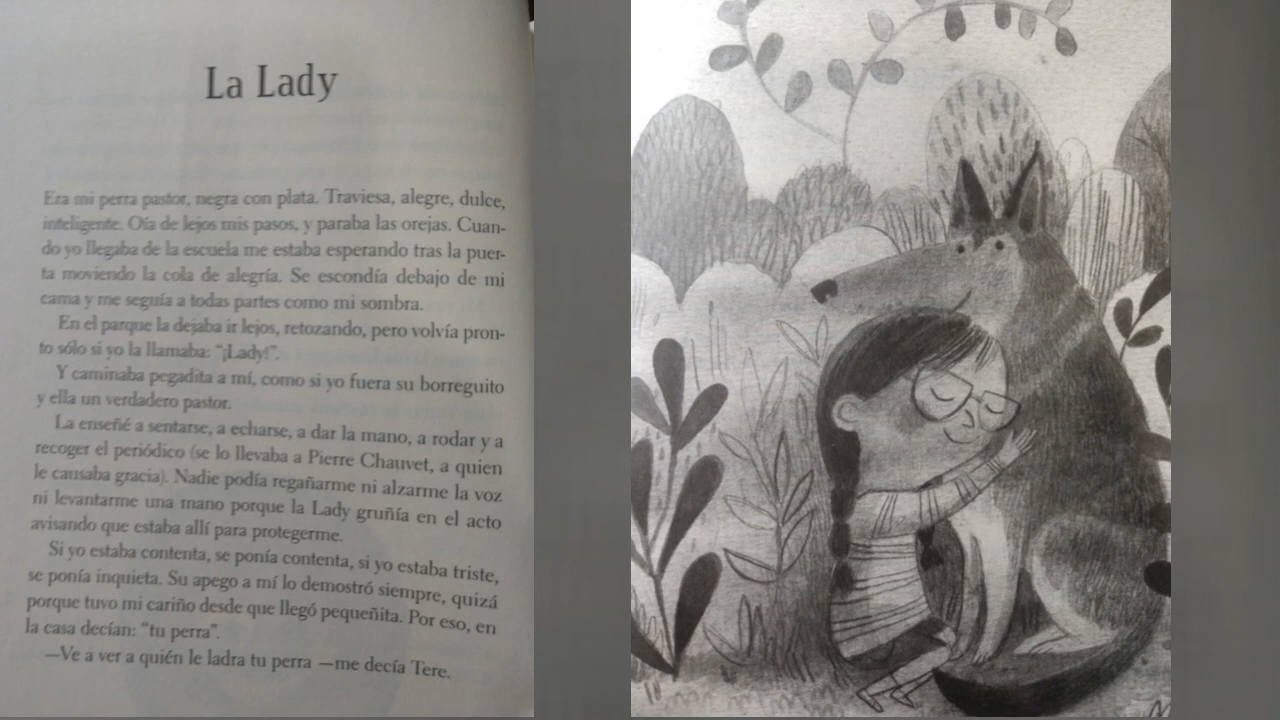 La Lady
Era mi perra pastor, negra con plata. Traviesa, alegre, dulce,
inteligente. Oía de lejos mis pasos, y paraba las orejas. Cuan-
do yo llegaba de la escuela me estaba esperando tras la puer-
ta moviendo la cola de alegría. Se escondía debajo de mi
cama y me seguía a todas partes como mi sombra.
En el parque la dejaba ir lejos, retozando, pero volvía pron-
to sólo si yo la llamaba: “¡Lady!”.
Y caminaba pegadita a mí, como si yo fuera su borreguito
y ella un verdadero pastor.
La enseñé a sentarse, a echarse, a dar la mano, a rodar y a
recoger el periódico (se lo llevaba a Pierre Chauvet, a quien
le causaba gracia). Nadie podía regañarme ni alzarme la voz
ni levantarme una mano porque la Lady gruñía en el acto
avisando que estaba allí para protegerme.
Si yo estaba contenta, se ponía contenta, si yo estaba triste,
se ponía inquieta. Su apego a mí lo demostró siempre, quizá
porque tuvo mi cariño desde que llegó pequeñita. Por eso, en
la casa decían: “tu perra”.
—Ve a ver a quién le ladra tu perra —me decía Tere.